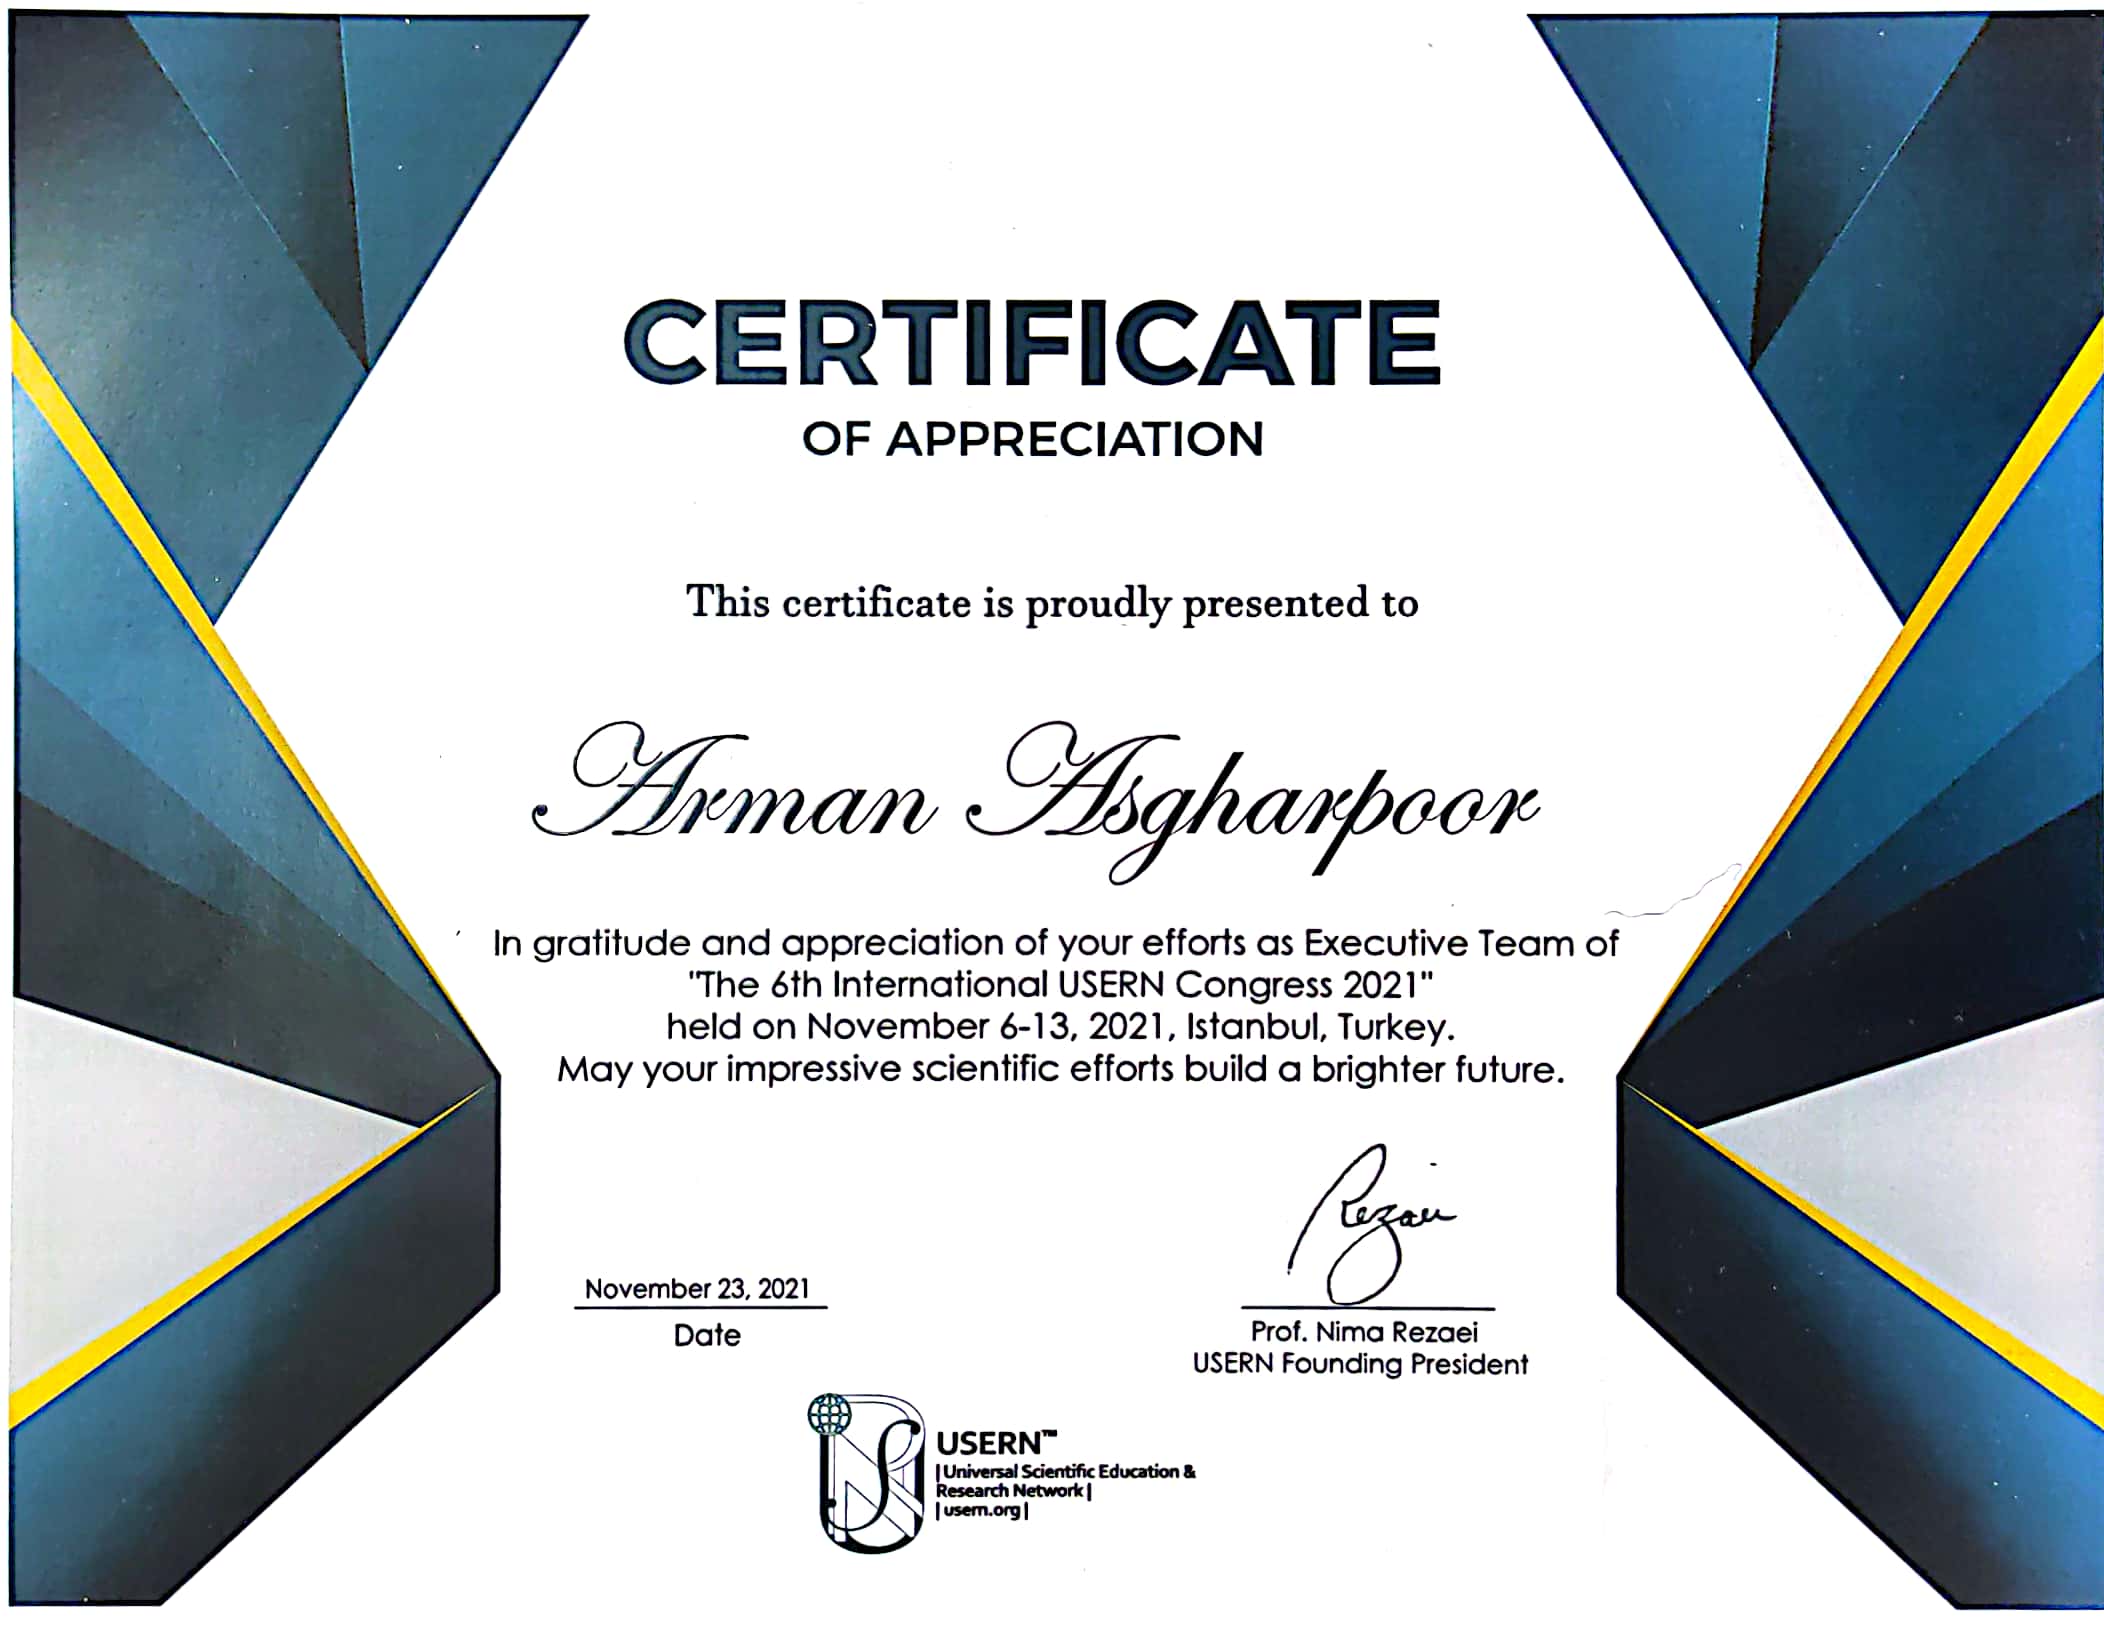 CERTIFICATE
OF APPRECIATION
This certificate is proudly presented to
Arman Asgharpoor
In gratitude and appreciation of your efforts as Executive Team of
"The 6th International USERN Congress 2021"
held on November 6-13, 2021, Istanbul, Turkey.
May your impressive scientific efforts build a brighter future.
Rezaei
November 23, 2021
Date
Prof. Nima Rezaei
USERN Founding President
USERN™
| Universal Scientific Education &
Research Network |
| usern.org |